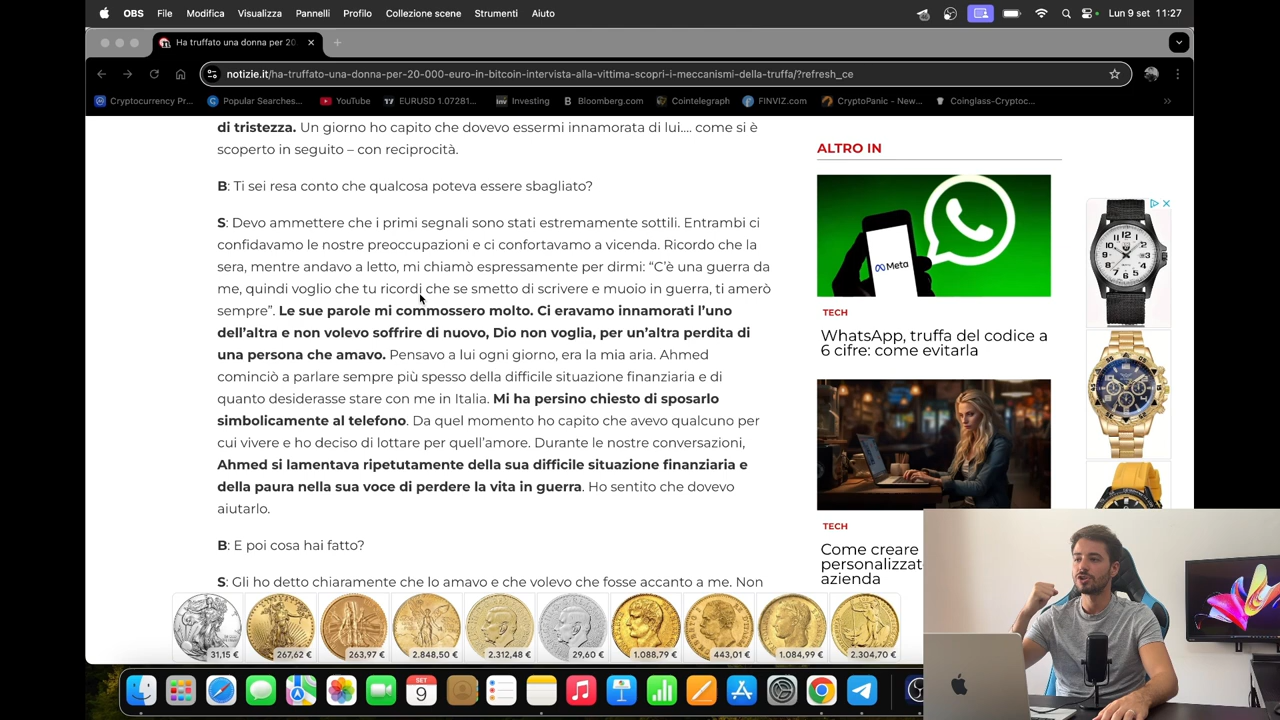 OBS File Modifica Visualizza Pannelli Profilo Collezione scene Strumenti Aiuto Lun 9 set 11:27
Ha truffato una donna per 20
notizie.it/ha-truffato-una-donna-per-20-000-euro-in-bitcoin-intervista-alla-vittima-scopri-i-meccanismi-della-truffa/?refresh_ce
Cryptocurrency Pr... Popular Searches... YouTube EURUSD 1.07281... Investing Bloomberg.com Cointelegraph FINVIZ.com CryptoPanic - New... Coinglass-Cryptoc...
di tristezza. Un giorno ho capito che dovevo essermi innamorata di lui.... come si è
scoperto in seguito – con reciprocità.
B: Ti sei resa conto che qualcosa poteva essere sbagliato?
S: Devo ammettere che i primi segnali sono stati estremamente sottili. Entrambi ci
confidavamo le nostre preoccupazioni e ci confortavamo a vicenda. Ricordo che la
sera, mentre andavo a letto, mi chiamò espressamente per dirmi: “C’è una guerra da
me, quindi voglio che tu ricordi che se smetto di scrivere e muoio in guerra, ti amerò
sempre”. Le sue parole mi commossero molto. Ci eravamo innamorati l’uno
dell’altra e non volevo soffrire di nuovo, Dio non voglia, per un’altra perdita di
una persona che amavo. Pensavo a lui ogni giorno, era la mia aria. Ahmed
cominciò a parlare sempre più spesso della difficile situazione finanziaria e di
quanto desiderasse stare con me in Italia. Mi ha persino chiesto di sposarlo
simbolicamente al telefono. Da quel momento ho capito che avevo qualcuno per
cui vivere e ho deciso di lottare per quell’amore. Durante le nostre conversazioni,
Ahmed si lamentava ripetutamente della sua difficile situazione finanziaria e
della paura nella sua voce di perdere la vita in guerra. Ho sentito che dovevo
aiutarlo.
B: E poi cosa hai fatto?
S: Gli ho detto chiaramente che lo amavo e che volevo che fosse accanto a me. Non
ALTRO IN
Meta
TECH
WhatsApp, truffa del codice a
6 cifre: come evitarla
TECH
Come creare
personalizzat
azienda
31,15 € 267,62 € 263,97 € 2.848,50 € 2.312,48 € 29,60 € 1.088,79 € 443,01 € 1.084,99 € 2.304,70 €
SET
9